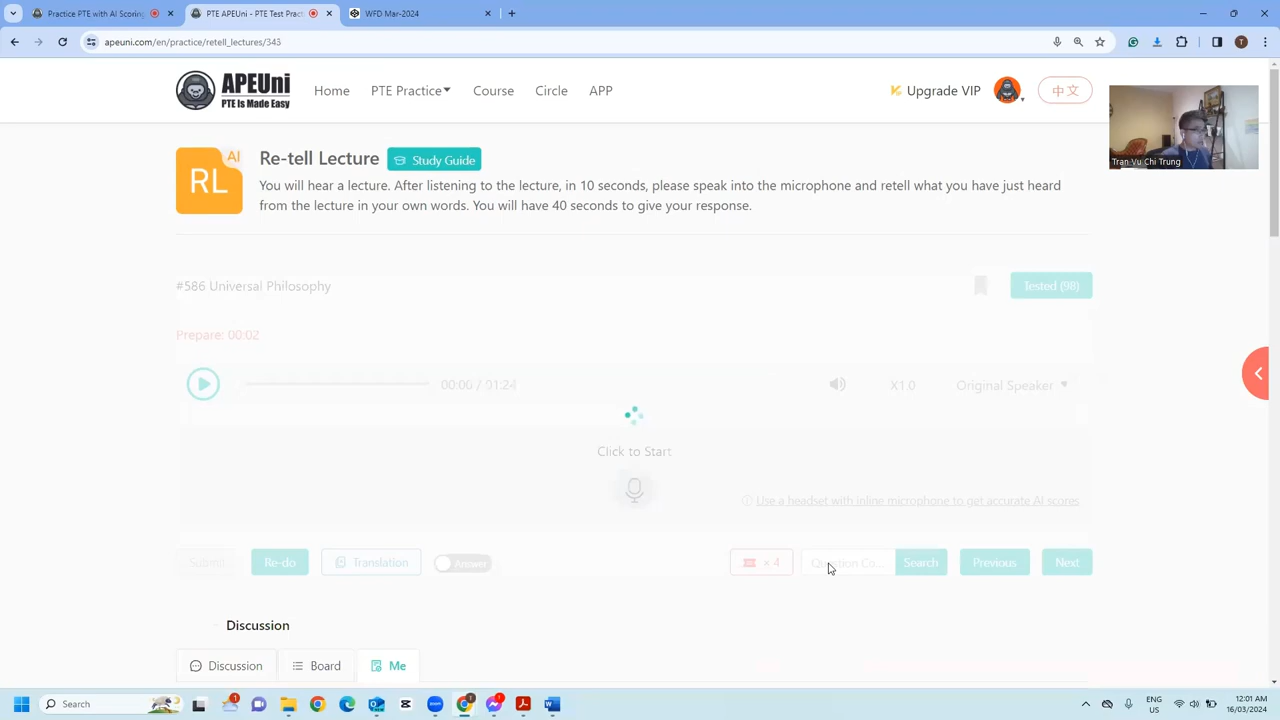 Practice PTE with AI Scoring
PTE Uni - PTE Test Pract
WFD Mar-2024
apeuni.com/en/practice/retell_lectures/343
APEUni
PTE Is Made Easy
Home
PTE Practice
Course
Circle
APP
Upgrade VIP
中文
Tran Vu Chi Trung
RL
AI
Re-tell Lecture
Study Guide
You will hear a lecture. After listening to the lecture, in 10 seconds, please speak into the microphone and retell what you have just heard
from the lecture in your own words. You will have 40 seconds to give your response.
#586 Universal Philosophy
Tested (98)
Prepare: 00:02
00:00 / 01:24
X1.0
Original Speaker
Click to Start
Use a headset with inline microphone to get accurate AI scores
Submit
Re-do
Translation
Answer
× 4
Question Co...
Search
Previous
Next
Discussion
Discussion
Board
Me
Search
ENG
US
12:01 AM
16/03/2024